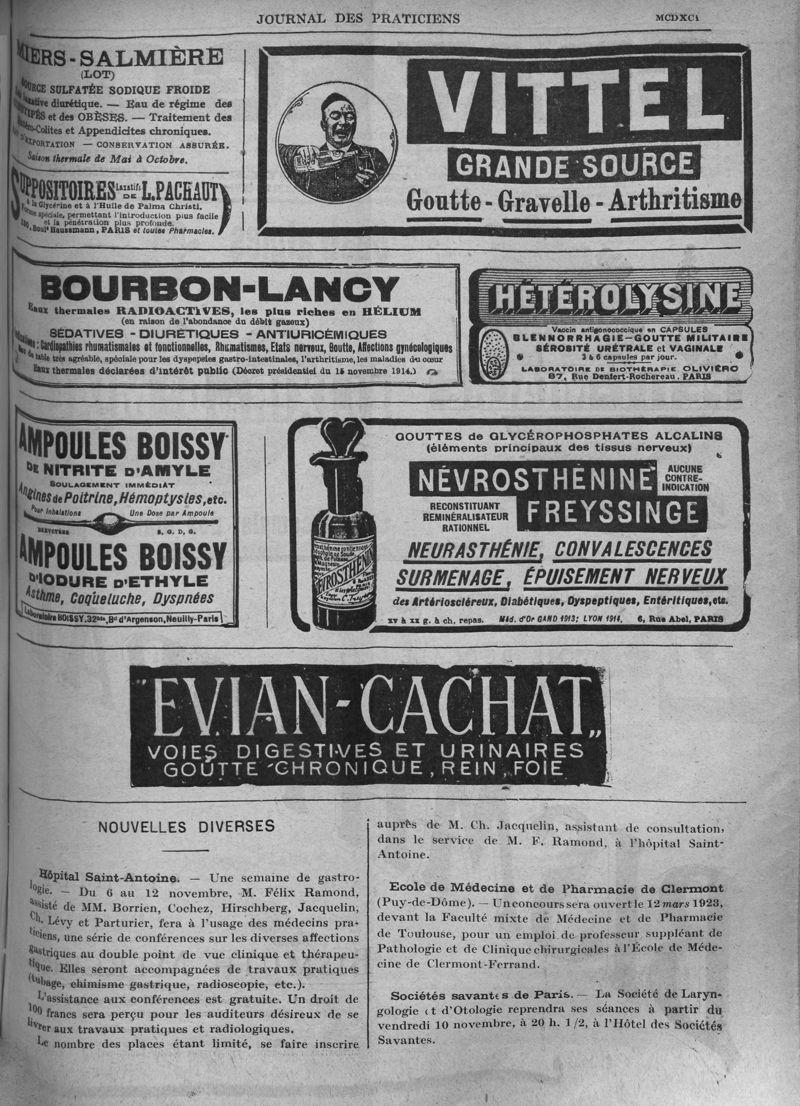 JOURNAL DES PRATICIENS
MCDXCI
MIERS-SALMIÈRE
(LOT)
SOURCE SULFATÉE SODIQUE FROIDE
diurétique. — Eau de régime des
et des OBÈSES. — Traitement des
Colites et Appendicites chroniques.
EXPORTATION — CONSERVATION ASSURÉE.
Saison thermale de Mai à Octobre.
SUPPOSITOIRES Laxatifs DE L. PACHAUT
à la Glycérine et à l'Huile de Palma Christi.
spéciale, permettant l'introduction plus facile
et la pénétration plus profonde.
Boul^d Haussmann, PARIS et toutes Pharmacies.
VITTEL
GRANDE SOURCE
Goutte - Gravelle - Arthritisme
BOURBON-LANCY
Eaux thermales RADIOACTIVES, les plus riches en HÉLIUM
(en raison de l'abondance du débit gazeux)
SÉDATIVES - DIURÉTIQUES - ANTIURICÉMIQUES
Cardiopathies rhumatismales et fonctionnelles, Rhumatismes, Etats nerveux, Goutte, Affections gynécologiques
de table très agréable, spéciale pour les dyspepsies gastro-intestinales, l'arthritisme, les maladies du cœur
Eaux thermales déclarées d'intérêt public (Décret présidentiel du 15 novembre 1914.)
HÉTÉROLYSINE
Vaccin antigonococcique en CAPSULES
BLENNORRHAGIE-GOUTTE MILITAIRE
SÉROSITÉ URÉTRALE et VAGINALE
3 à 6 capsules par jour.
LABORATOIRE DE BIOTHÉRAPIE OLIVIÉRO
87, Rue Denfert-Rochereau. PARIS
AMPOULES BOISSY
DE NITRITE D'AMYLE
SOULAGEMENT IMMÉDIAT
Angines de Poitrine, Hémoptysies, etc.
Pour Inhalations Une Dose par Ampoule
BREVETÉES S. G. D. G.
AMPOULES BOISSY
D'IODURE D'ETHYLE
Asthme, Coqueluche, Dyspnées
Laboratoire BOISSY, 32bis, B^d d'Argenson, Neuilly-Paris
GOUTTES de GLYCÉROPHOSPHATES ALCALINS
(éléments principaux des tissus nerveux)
NÉVROSTHÉNINE
AUCUNE
CONTRE-
INDICATION
RECONSTITUANT
REMINÉRALISATEUR
RATIONNEL
FREYSSINGE
NEURASTHÉNIE, CONVALESCENCES
SURMENAGE, ÉPUISEMENT NERVEUX
des Artérioscléreux, Diabétiques, Dyspeptiques, Entéritiques, etc.
XV à XX g. à ch. repas. Méd. d'Or GAND 1913; LYON 1914. 6, Rue Abel, PARIS
"EVIAN-CACHAT"
VOIES DIGESTIVES ET URINAIRES
GOUTTE CHRONIQUE, REIN, FOIE
NOUVELLES DIVERSES
Hôpital Saint-Antoine. — Une semaine de gastro-
logie. — Du 6 au 12 novembre, M. Félix Ramond,
assisté de MM. Borrien, Cochez, Hirschberg, Jacquelin,
Ch. Lévy et Parturier, fera à l'usage des médecins pra-
ticiens, une série de conférences sur les diverses affections
gastriques au double point de vue clinique et thérapeu-
tique. Elles seront accompagnées de travaux pratiques
(tubage, chimisme gastrique, radioscopie, etc.).
L'assistance aux conférences est gratuite. Un droit de
100 francs sera perçu pour les auditeurs désireux de se
livrer aux travaux pratiques et radiologiques.
Le nombre des places étant limité, se faire inscrire
auprès de M. Ch. Jacquelin, assistant de consultation,
dans le service de M. F. Ramond, à l'hôpital Saint-
Antoine.
Ecole de Médecine et de Pharmacie de Clermont
(Puy-de-Dôme). — Un concours sera ouvert le 12 mars 1923,
devant la Faculté mixte de Médecine et de Pharmacie
de Toulouse, pour un emploi de professeur suppléant de
Pathologie et de Clinique chirurgicales à l'École de Méde-
cine de Clermont-Ferrand.
Sociétés savantes de Paris. — La Société de Laryn-
gologie et d'Otologie reprendra ses séances à partir du
vendredi 10 novembre, à 20 h. 1/2, à l'Hôtel des Sociétés
Savantes.